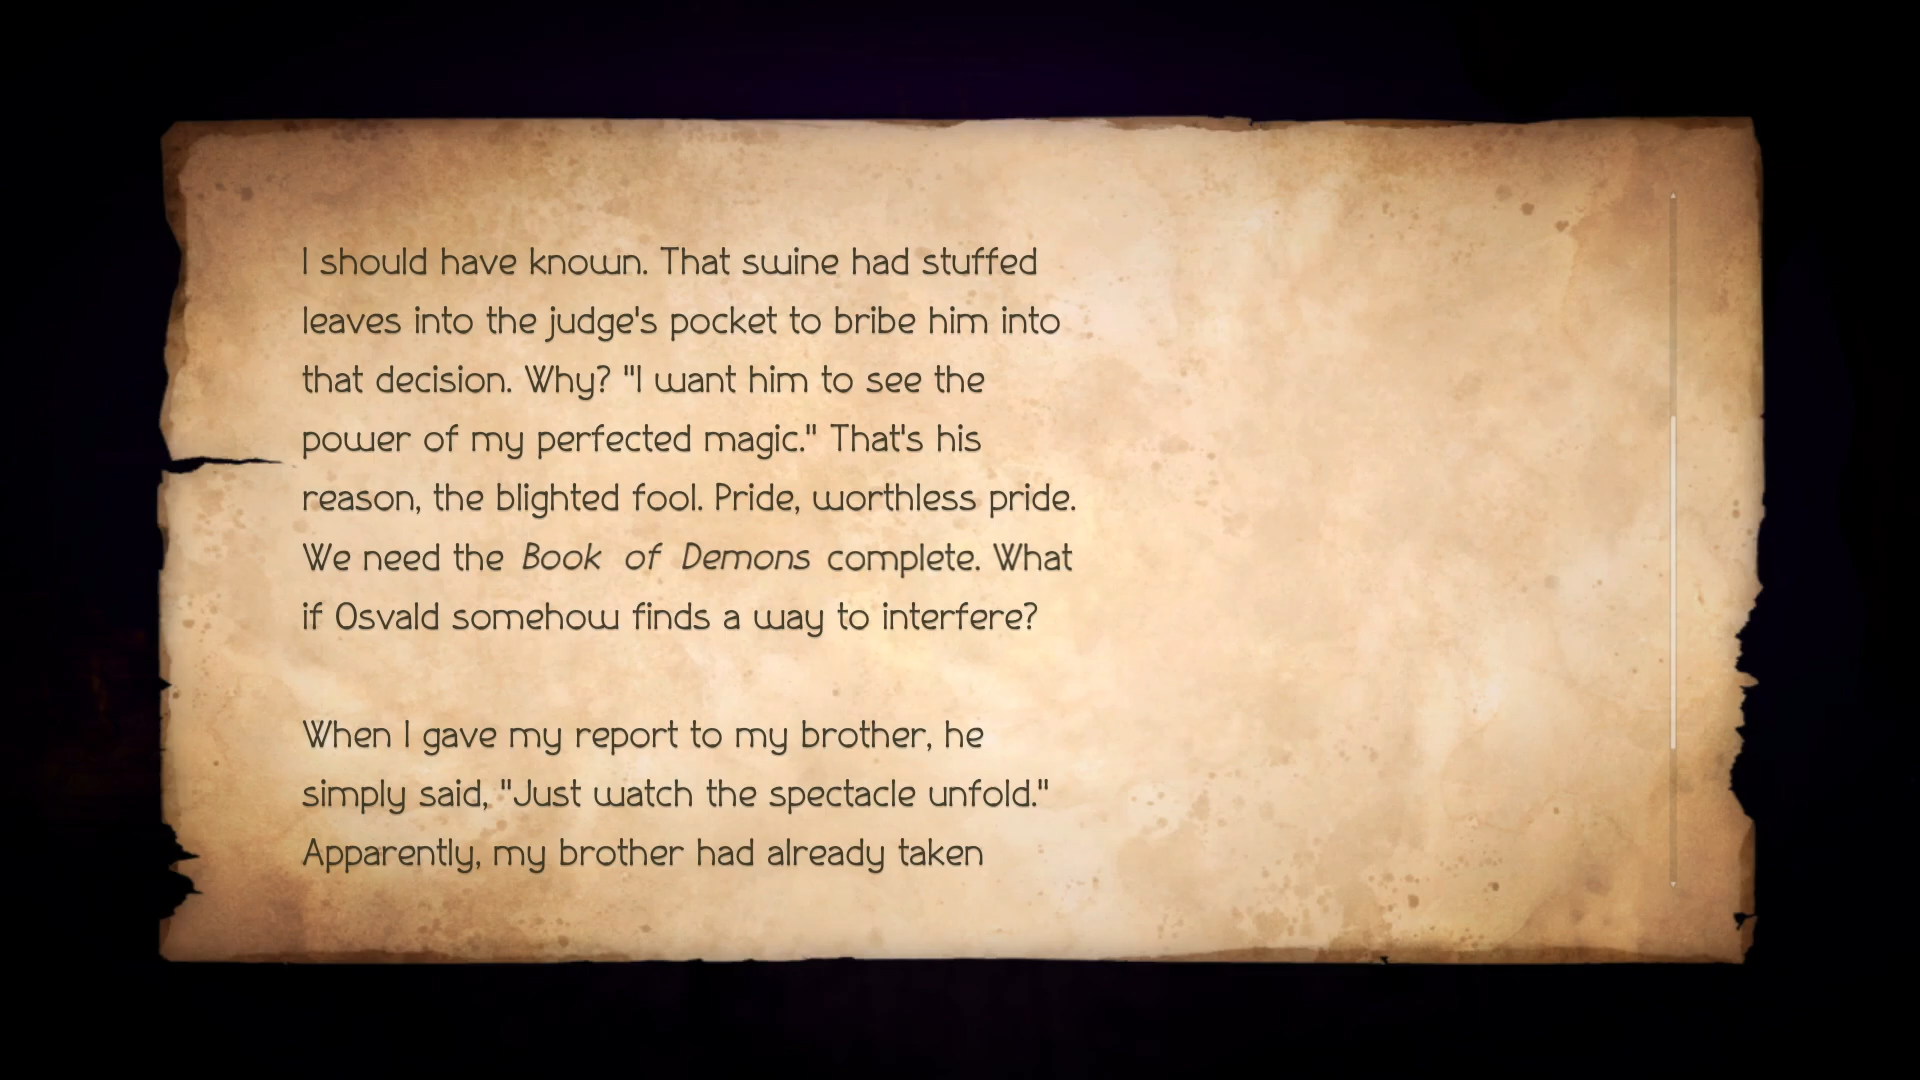 I should have known. That swine had stuffed
leaves into the judge's pocket to bribe him into
that decision. Why? "I want him to see the
power of my perfected magic." That's his
reason, the blighted fool. Pride, worthless pride.
We need the Book of Demons complete. What
if Osvald somehow finds a way to interfere?
When I gave my report to my brother, he
simply said, "Just watch the spectacle unfold."
Apparently, my brother had already taken